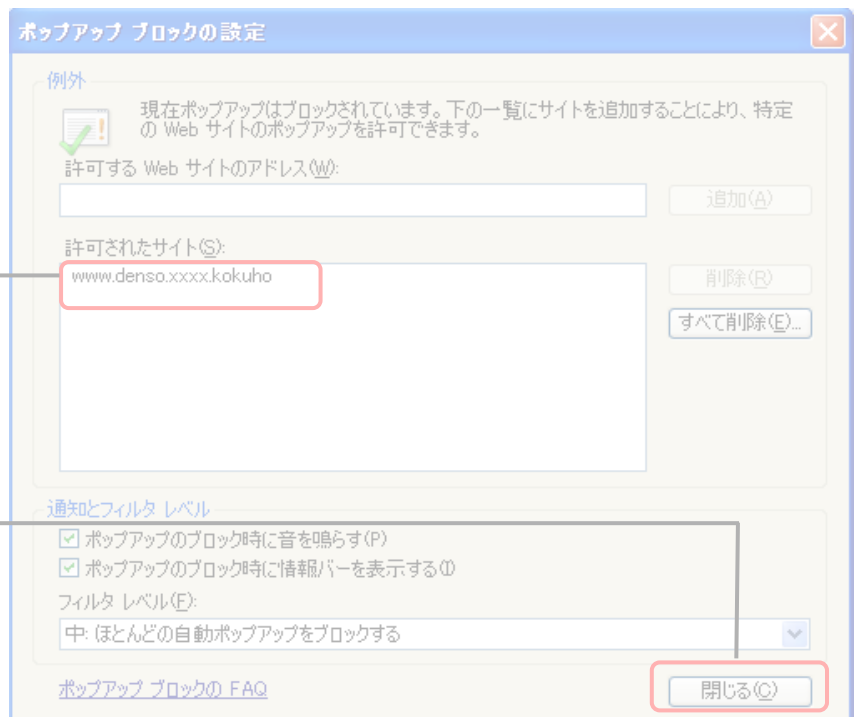 ポップアップ ブロックの設定
例外
現在ポップアップはブロックされています。下の一覧にサイトを追加することにより、特定
の Web サイトのポップアップを許可できます。
許可する Web サイトのアドレス(W):
追加(A)
許可されたサイト(S):
www.denso.xxxx.kokuho
削除(R)
すべて削除(E)...
通知とフィルタ レベル
ポップアップのブロック時に音を鳴らす(P)
ポップアップのブロック時に情報バーを表示する(I)
フィルタ レベル(F):
中: ほとんどの自動ポップアップをブロックする
ポップアップ ブロックの FAQ
閉じる(C)